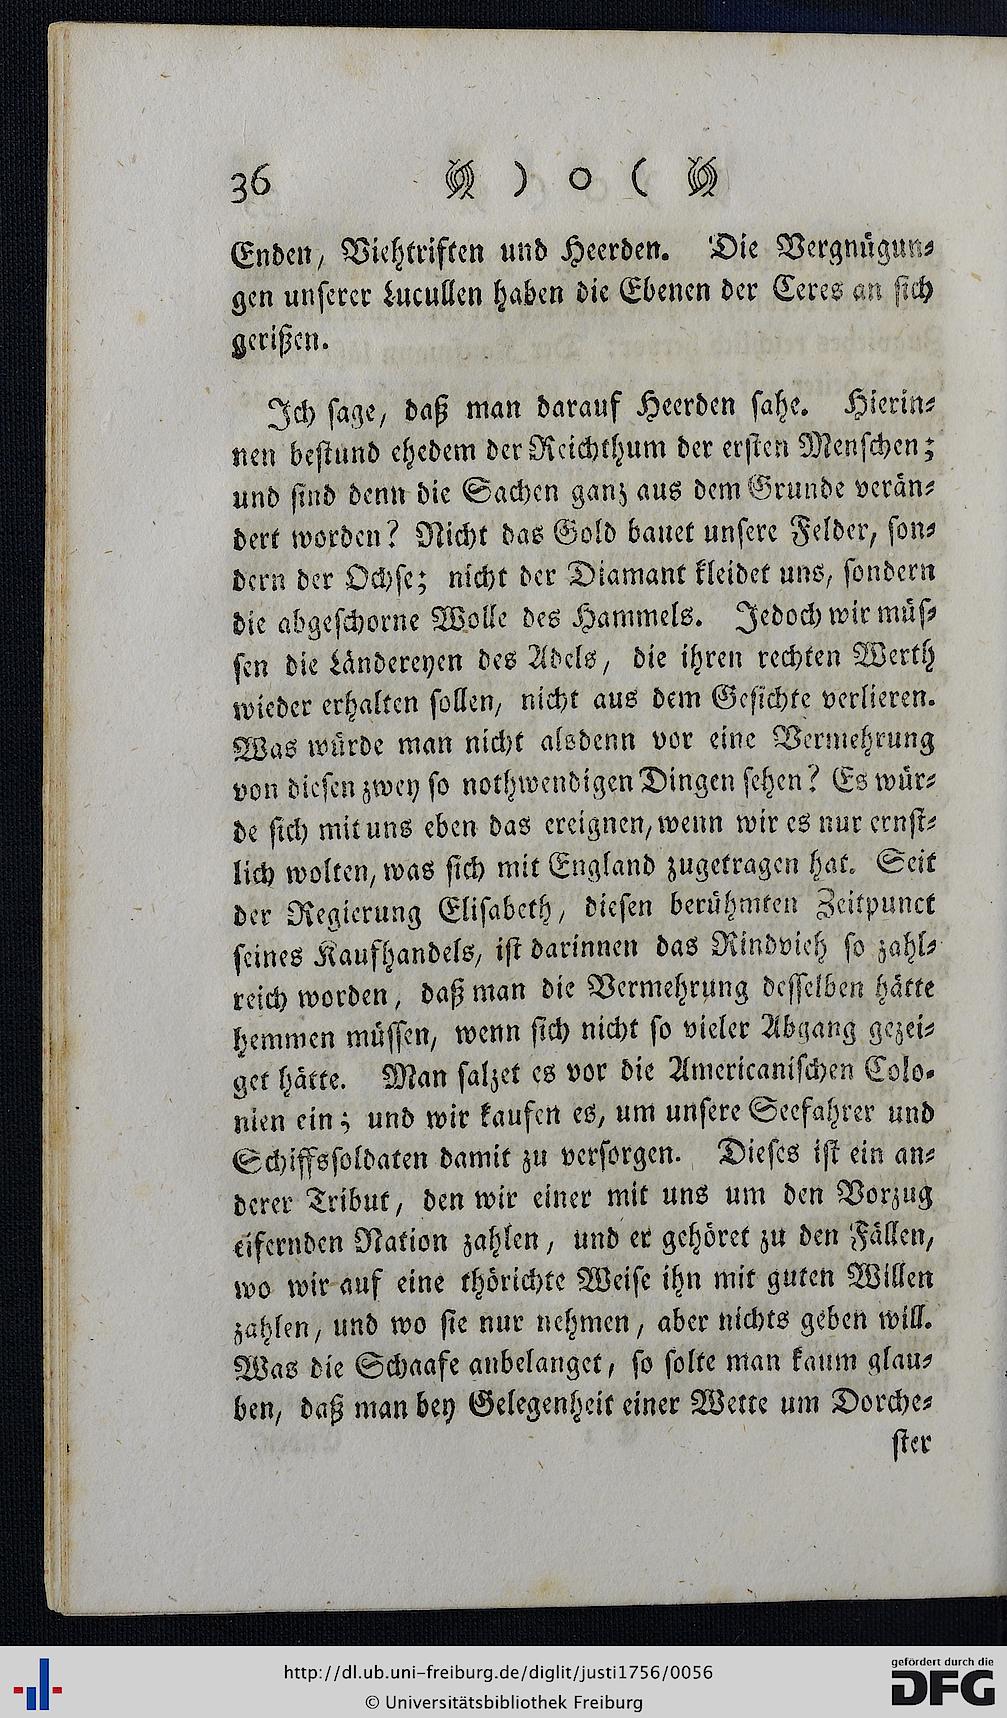 36 ) o (
Enden, Viehtriften und Heerden. Die Vergnügun⸗
gen unserer Lucullen haben die Ebenen der Ceres an sich
gerißen.
Ich sage, daß man darauf Heerden sahe. Hierin⸗
nen bestund ehedem der Reichthum der ersten Menschen;
und sind denn die Sachen ganz aus dem Grunde verän⸗
dert worden? Nicht das Gold bauet unsere Felder, son⸗
dern der Ochse; nicht der Diamant kleidet uns, sondern
die abgeschorne Wolle des Hammels. Jedoch wir müs⸗
sen die Ländereyen des Adels, die ihren rechten Werth
wieder erhalten sollen, nicht aus dem Gesichte verlieren.
Was würde man nicht alsdenn vor eine Vermehrung
von diesen zwey so nothwendigen Dingen sehen? Es wür⸗
de sich mit uns eben das ereignen, wenn wir es nur ernst⸗
lich wolten, was sich mit England zugetragen hat. Seit
der Regierung Elisabeth, diesen berühmten Zeitpunct
seines Kaufhandels, ist darinnen das Rindvieh so zahl⸗
reich worden, daß man die Vermehrung desselben hätte
hemmen müssen, wenn sich nicht so vieler Abgang gezei⸗
get hätte. Man salzet es vor die Americanischen Colo⸗
nien ein; und wir kaufen es, um unsere Seefahrer und
Schiffssoldaten damit zu versorgen. Dieses ist ein an⸗
derer Tribut, den wir einer mit uns um den Vorzug
eifernden Nation zahlen, und er gehöret zu den Fällen,
wo wir auf eine thörichte Weise ihn mit guten Willen
zahlen, und wo sie nur nehmen, aber nichts geben will.
Was die Schaafe anbelanget, so solte man kaum glau⸗
ben, daß man bey Gelegenheit einer Wette um Dorche⸗
ster
http://dl.ub.uni-freiburg.de/diglit/justi1756/0056
© Universitätsbibliothek Freiburg
gefördert durch die
DFG